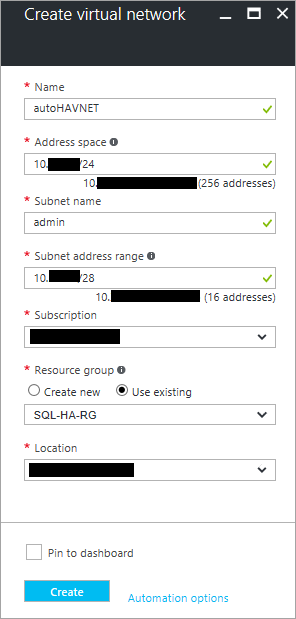 Create virtual network
* Name
autoHAVNET
* Address space
10. /24
10. (256 addresses)
* Subnet name
admin
* Subnet address range
10. /28
10. (16 addresses)
* Subscription
* Resource group
Create new Use existing
SQL-HA-RG
* Location
Pin to dashboard
Create Automation options